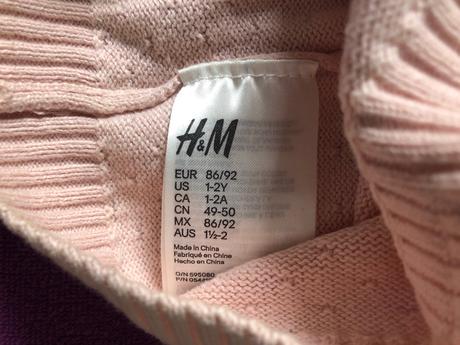 H&M
EUR 86/92
US 1-2Y
CA 1-2A
CN 49-50
MX 86/92
AUS 1½-2
Made in China
Fabriqué en Chine
Hecho en China
O/N 595080
P/N